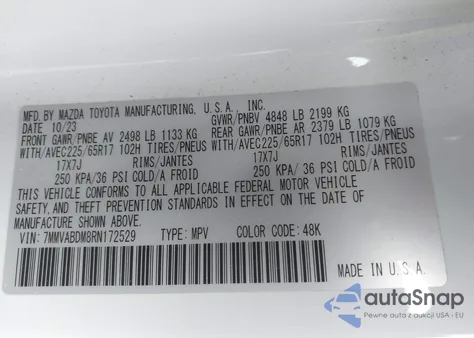 MFD. BY MAZDA TOYOTA MANUFACTURING, U.S.A., INC.
DATE 10/23 GVWR/PNBV 4848 LB 2199 KG
FRONT GAWR/PNBE AV 2498 LB 1133 KG REAR GAWR/PNBE AR 2379 LB 1079 KG
WITH/AVEC225/65R17 102H TIRES/PNEUS WITH/AVEC225/65R17 102H TIRES/PNEUS
17X7J RIMS/JANTES 17X7J RIMS/JANTES
250 KPA/36 PSI COLD/A FROID 250 KPA/36 PSI COLD/A FROID
THIS VEHICLE CONFORMS TO ALL APPLICABLE FEDERAL MOTOR VEHICLE
SAFETY, AND THEFT PREVENTION STANDARDS IN EFFECT ON THE DATE OF
MANUFACTURE SHOWN ABOVE.
VIN: 7MMVABDM8RN172529 TYPE: MPV COLOR CODE: 48K
MADE IN U.S.A.
autoSnap
Pewne auta z aukcji USA - EU